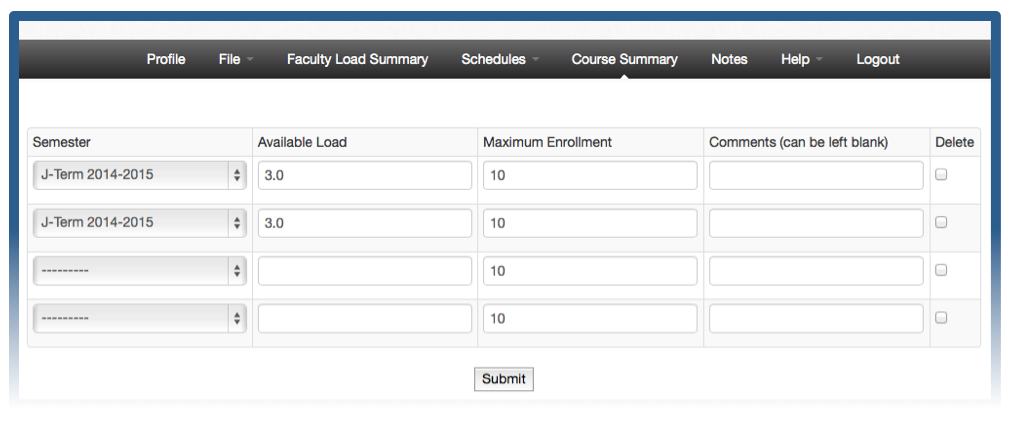 Profile File Faculty Load Summary Schedules Course Summary Notes Help Logout
Semester Available Load Maximum Enrollment Comments (can be left blank) Delete
J-Term 2014-2015 3.0 10
J-Term 2014-2015 3.0 10
--------- 10
--------- 10
Submit